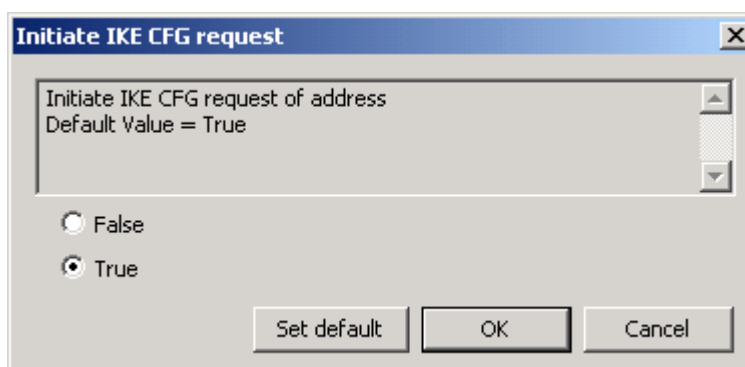 Initiate IKE CFG request
Initiate IKE CFG request of address
Default Value = True
False
True
Set default OK Cancel